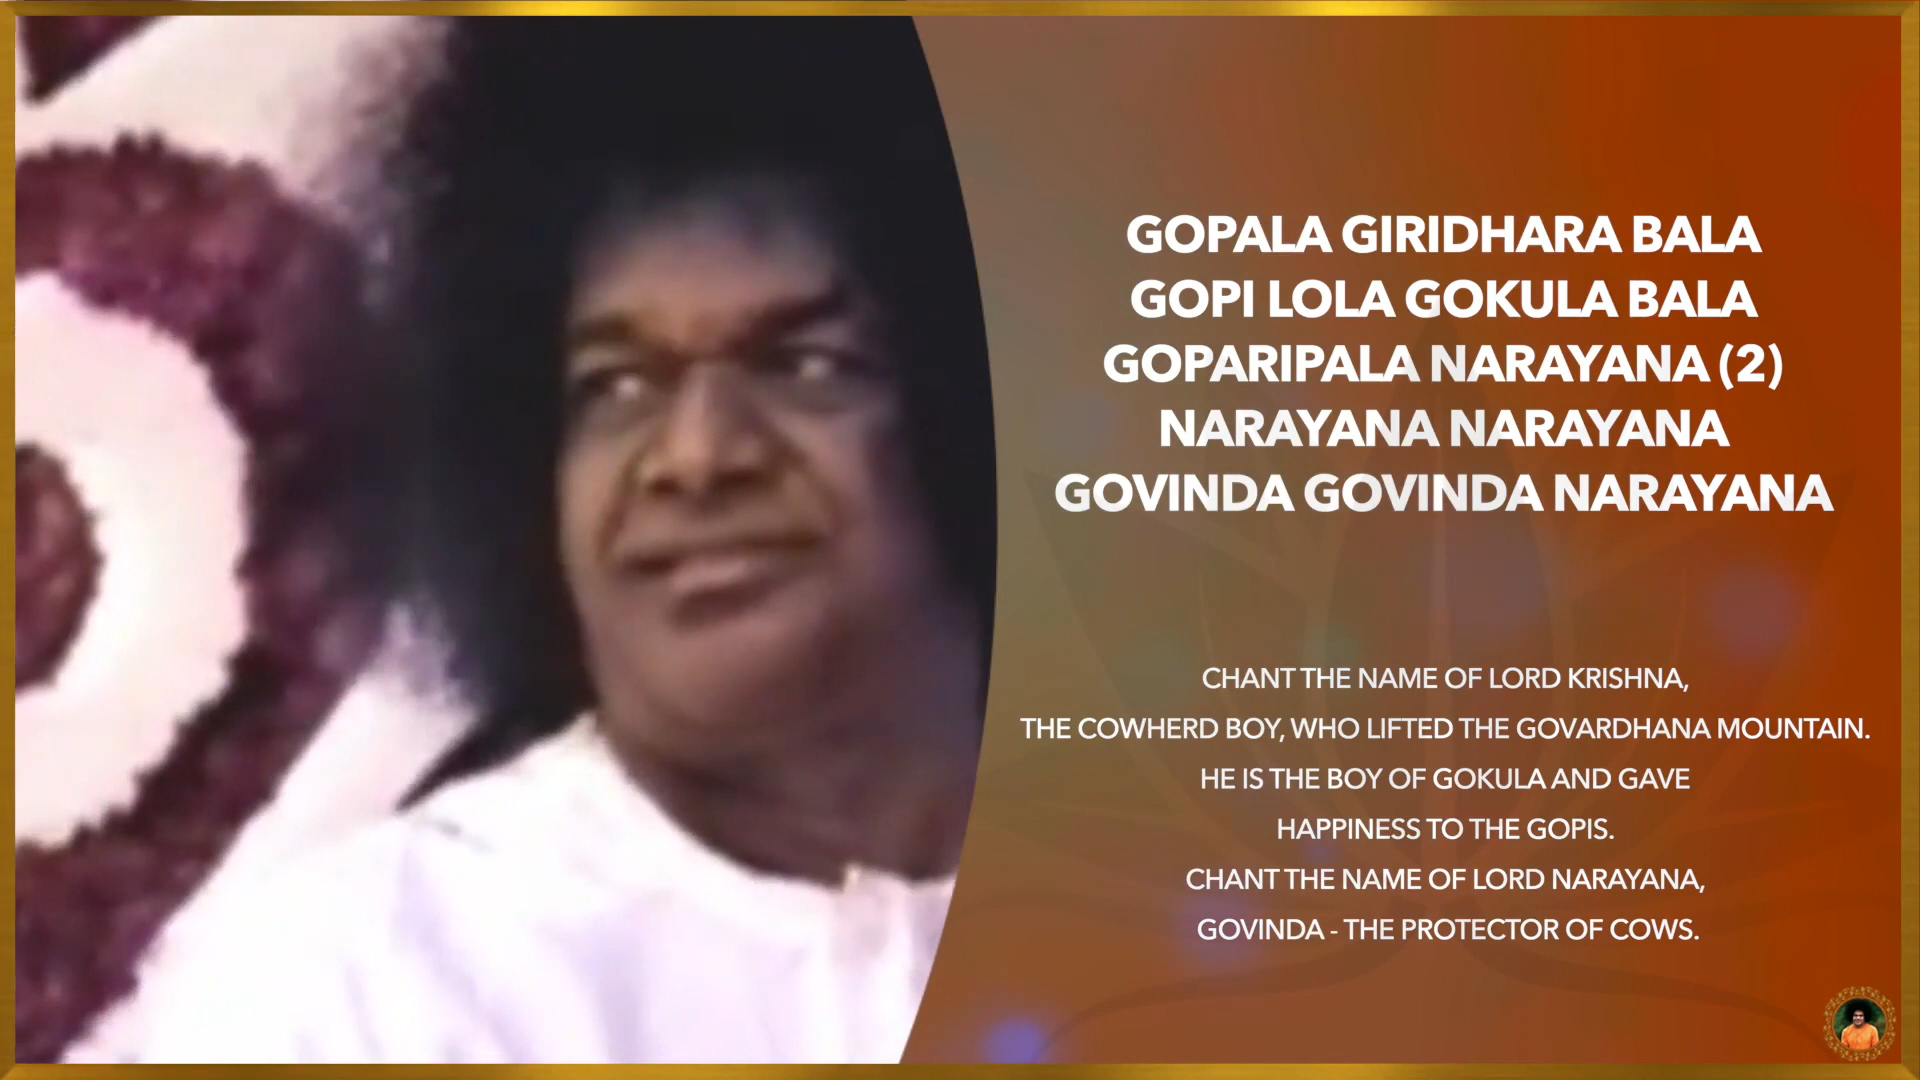 GOPALA GIRIDHARA BALA
GOPI LOLA GOKULA BALA
GOPARIPALA NARAYANA (2)
NARAYANA NARAYANA
GOVINDA GOVINDA NARAYANA
CHANT THE NAME OF LORD KRISHNA,
THE COWHERD BOY, WHO LIFTED THE GOVARDHANA MOUNTAIN.
HE IS THE BOY OF GOKULA AND GAVE
HAPPINESS TO THE GOPIS.
CHANT THE NAME OF LORD NARAYANA,
GOVINDA - THE PROTECTOR OF COWS.